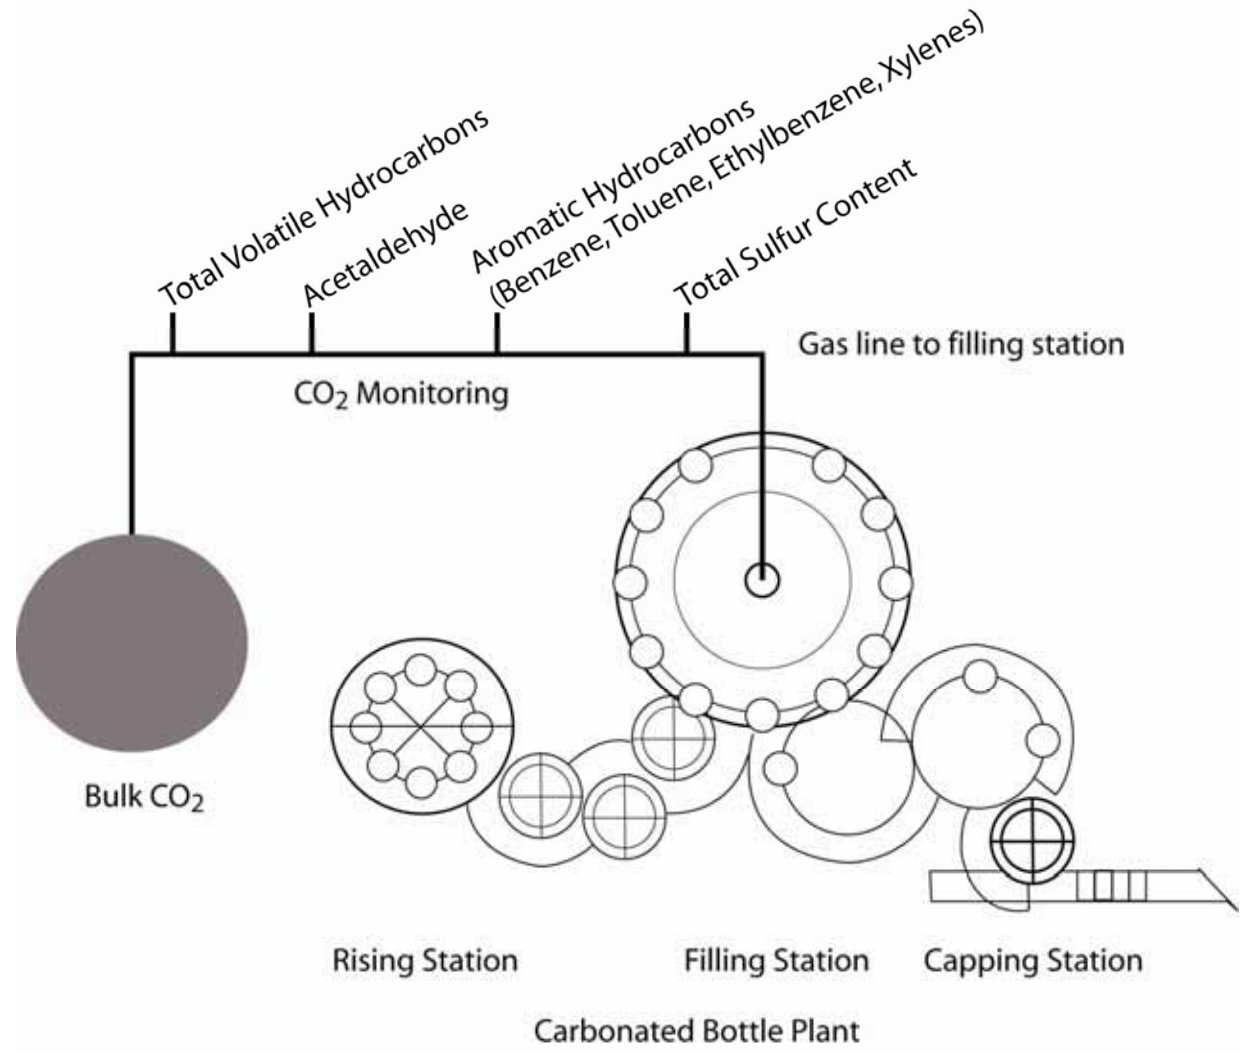 Total Volatile Hydrocarbons
Acetaldehyde
Aromatic Hydrocarbons
(Benzene, Toluene, Ethylbenzene, Xylenes)
Total Sulfur Content
Gas line to filling station
CO2 Monitoring
Bulk CO2
Rising Station
Filling Station
Capping Station
Carbonated Bottle Plant